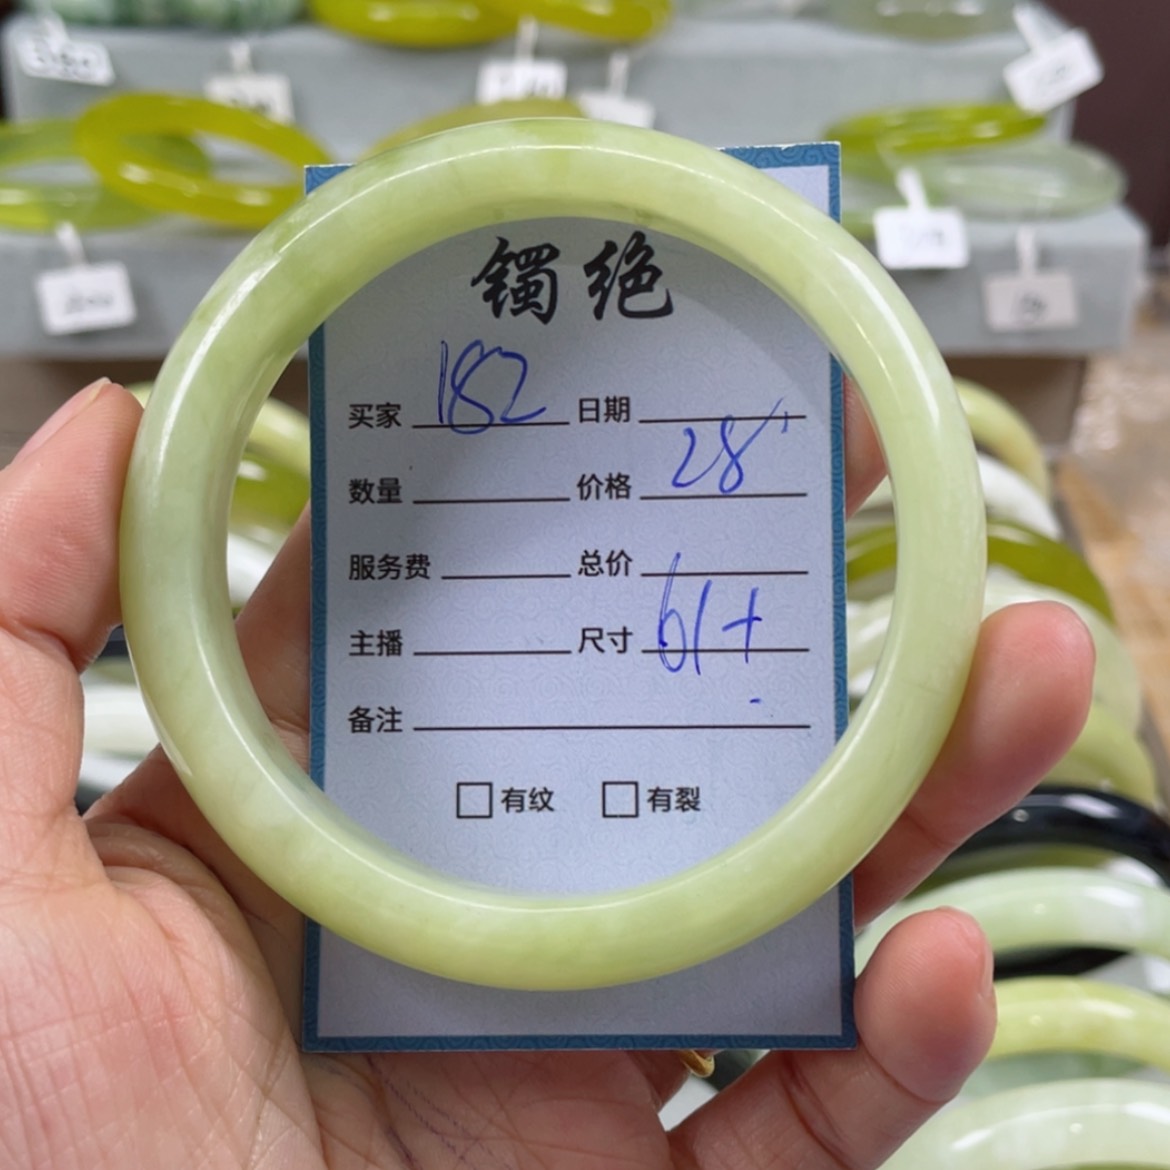 镯绝
买家 182 日期
数量 价格 28
服务费 总价
主播 尺寸 61+
备注
有纹 有裂